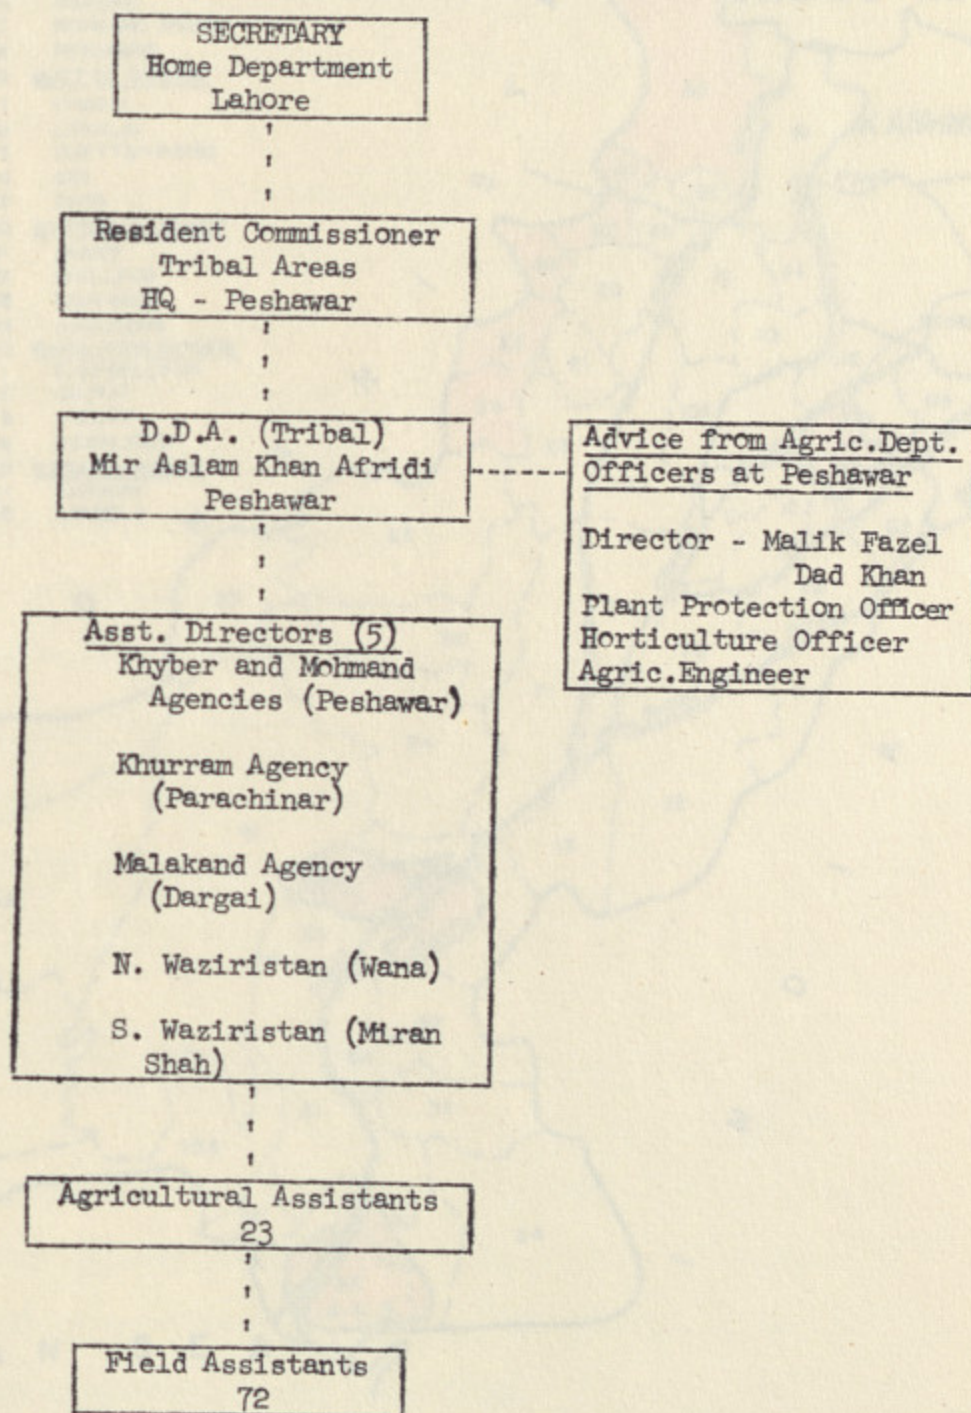 SECRETARY
Home Department
Lahore
Resident Commissioner
Tribal Areas
HQ - Peshawar
D.D.A. (Tribal)
Mir Aslam Khan Afridi
Peshawar
Advice from Agric.Dept.
Officers at Peshawar
Director - Malik Fazel
Dad Khan
Plant Protection Officer
Horticulture Officer
Agric.Engineer
Asst. Directors (5)
Khyber and Mohmand
Agencies (Peshawar)
Khurram Agency
(Parachinar)
Malakand Agency
(Dargai)
N. Waziristan (Wana)
S. Waziristan (Miran
Shah)
Agricultural Assistants
23
Field Assistants
72